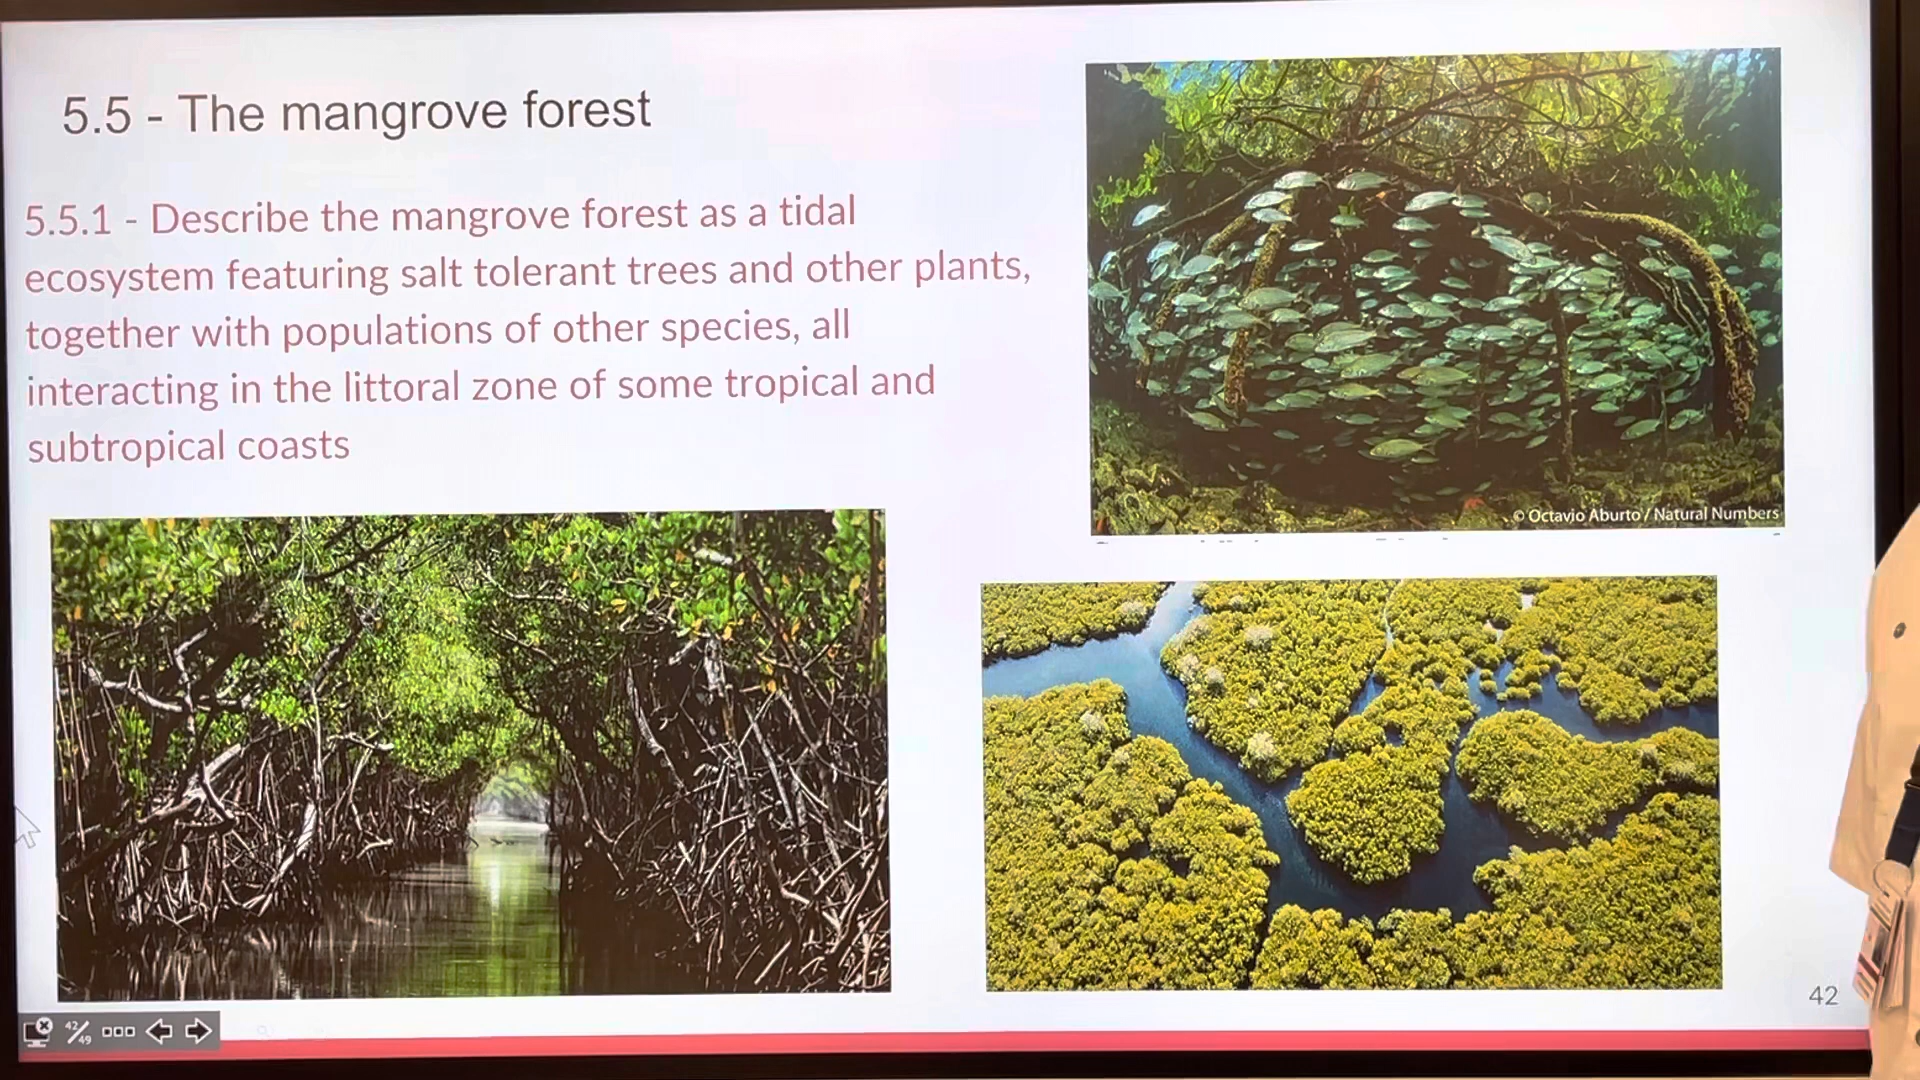 5.5 - The mangrove forest
5.5.1 - Describe the mangrove forest as a tidal
ecosystem featuring salt tolerant trees and other plants,
together with populations of other species, all
interacting in the littoral zone of some tropical and
subtropical coasts
© Octavio Aburto / Natural Numbers
42
42/49